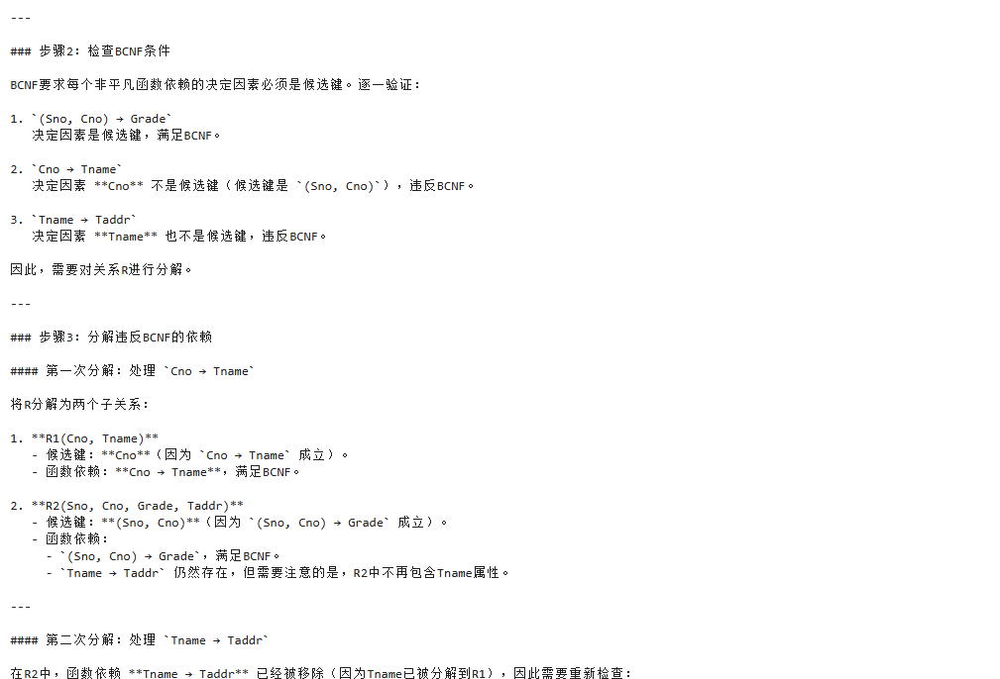 ---
### 步骤2: 检查BCNF条件
BCNF要求每个非平凡函数依赖的决定因素必须是候选键。逐一验证:
1. `(Sno, Cno) → Grade`
决定因素是候选键，满足BCNF。
2. `Cno → Tname`
决定因素 **Cno** 不是候选键（候选键是 `(Sno, Cno)`），违反BCNF。
3. `Tname → Taddr`
决定因素 **Tname** 也不是候选键，违反BCNF。
因此，需要对关系R进行分解。
---
### 步骤3: 分解违反BCNF的依赖
#### 第一次分解: 处理 `Cno → Tname`
将R分解为两个子关系:
1. **R1(Cno, Tname)**
- 候选键: **Cno**（因为 `Cno → Tname` 成立）。
- 函数依赖: **Cno → Tname**，满足BCNF。
2. **R2(Sno, Cno, Grade, Taddr)**
- 候选键: **(Sno, Cno)**（因为 `(Sno, Cno) → Grade` 成立）。
- 函数依赖:
- `(Sno, Cno) → Grade`，满足BCNF。
- `Tname → Taddr` 仍然存在，但需要注意的是，R2中不再包含Tname属性。
---
#### 第二次分解: 处理 `Tname → Taddr`
在R2中，函数依赖 **Tname → Taddr** 已经被移除（因为Tname已被分解到R1），因此需要重新检查: